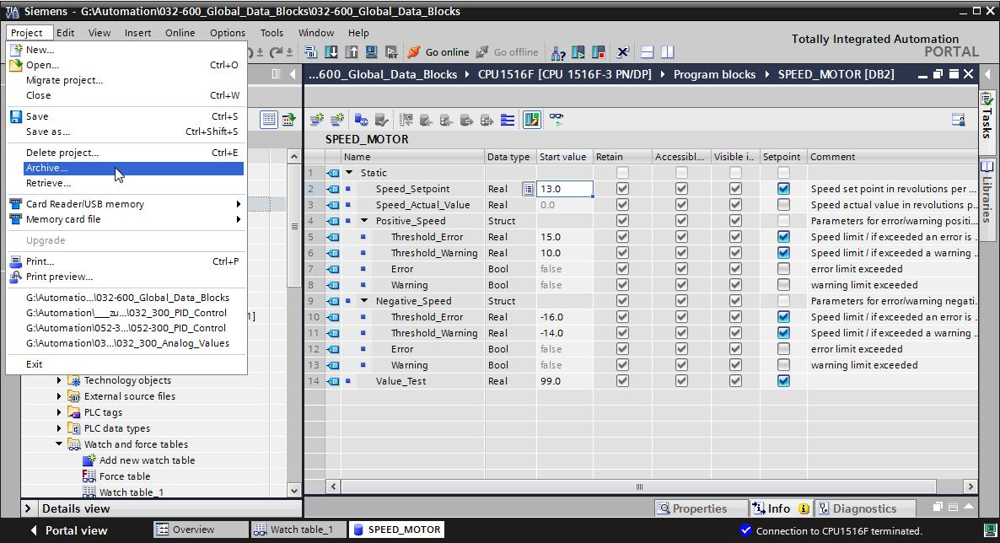 TIA V13 Siemens - G:\Automation\032-600_Global_Data_Blocks\032-600_Global_Data_Blocks
Project Edit View Insert Online Options Tools Window Help
Totally Integrated Automation
PORTAL
Go online Go offline
New...
Open... Ctrl+O
Migrate project...
Close Ctrl+W
Save Ctrl+S
Save as... Ctrl+Shift+S
Delete project... Ctrl+E
Archive...
Retrieve...
Card Reader/USB memory
Memory card file
Upgrade
Print... Ctrl+P
Print preview...
G:\Automatio...\032-600_Global_Data_Blocks
G:\Automation\___zu...\032_300_PID_Control
G:\Automation\052-3...\052-300_PID_Control
G:\Automation\03...\032_300_Analog_Values
Exit
1]
Technology objects
External source files
PLC tags
PLC data types
Watch and force tables
Add new watch table
Force table
Watch table_1
Details view
...600_Global_Data_Blocks CPU1516F [CPU 1516F-3 PN/DP] Program blocks SPEED_MOTOR [DB2]
SPEED_MOTOR
Name Data type Start value Retain Accessibl... Visible i... Setpoint Comment
1 Static
2 Speed_Setpoint Real 13.0 Speed set point in revolutions per ...
3 Speed_Actual_Value Real 0.0 Speed actual value in revolutions p...
4 Positive_Speed Struct Parameters for error/warning positi...
5 Threshold_Error Real 15.0 Speed limit / if exceeded an error is ...
6 Threshold_Warning Real 10.0 Speed limit / if exceeded a warning ...
7 Error Bool false error limit exceeded
8 Warning Bool false warning limit exceeded
9 Negative_Speed Struct Parameters for error/warning negati...
10 Threshold_Error Real -16.0 Speed limit / if exceeded an error is ...
11 Threshold_Warning Real -14.0 Speed limit / if exceeded a warning ...
12 Error Bool false error limit exceeded
13 Warning Bool false warning limit exceeded
14 Value_Test Real 99.0
Tasks
Libraries
Properties Info Diagnostics
Portal view Overview Watch table_1 SPEED_MOTOR Connection to CPU1516F terminated.